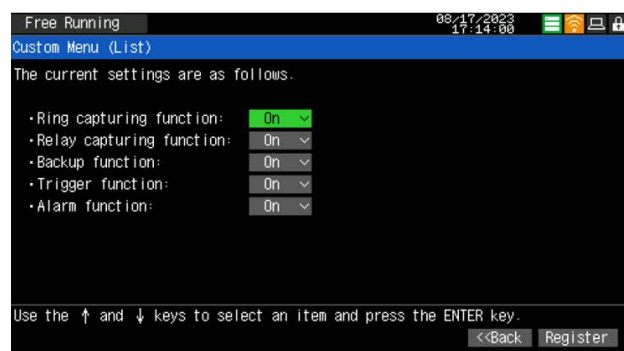 Free Running
08/17/2023
17:14:00
Custom Menu (List)
The current settings are as follows.
・Ring capturing function: On
・Relay capturing function: On
・Backup function: On
・Trigger function: On
・Alarm function: On
Use the ↑ and ↓ keys to select an item and press the ENTER key.
<<Back Register